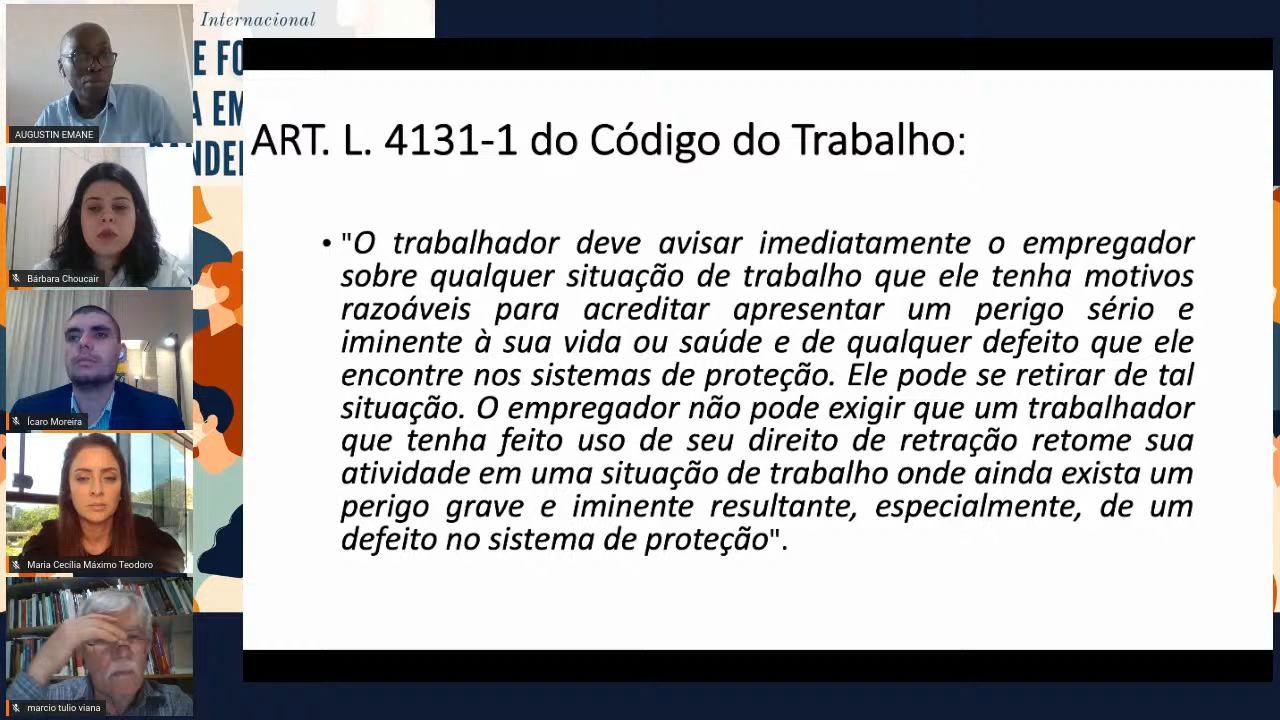 Internacional
E FO
A EM
NDE
AUGUSTIN EMANE
Bárbara Choucair
Ícaro Moreira
Maria Cecília Máximo Teodoro
marcio tulio viana
ART. L. 4131-1 do Código do Trabalho:
• "O trabalhador deve avisar imediatamente o empregador
sobre qualquer situação de trabalho que ele tenha motivos
razoáveis para acreditar apresentar um perigo sério e
iminente à sua vida ou saúde e de qualquer defeito que ele
encontre nos sistemas de proteção. Ele pode se retirar de tal
situação. O empregador não pode exigir que um trabalhador
que tenha feito uso de seu direito de retração retome sua
atividade em uma situação de trabalho onde ainda exista um
perigo grave e iminente resultante, especialmente, de um
defeito no sistema de proteção".